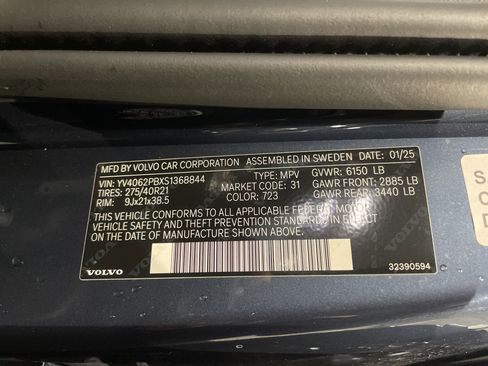 MFD BY VOLVO CAR CORPORATION ASSEMBLED IN SWEDEN 01/25
VIN: YV4062PBXS1368844 TYPE: MPV GVWR: 6150 LB
TIRES: 275/40R21 MARKET CODE: 31 GAWR FRONT: 2885 LB
RIM: 9Jx21x38.5 COLOR: 723 GAWR REAR: 3440 LB
THIS VEHICLE CONFORMS TO ALL APPLICABLE FEDERAL MOTOR
VEHICLE SAFETY AND THEFT PREVENTION STANDARDS
IN EFFECT ON THE DATE OF MANUFACTURE SHOWN ABOVE.
VOLVO 32390594